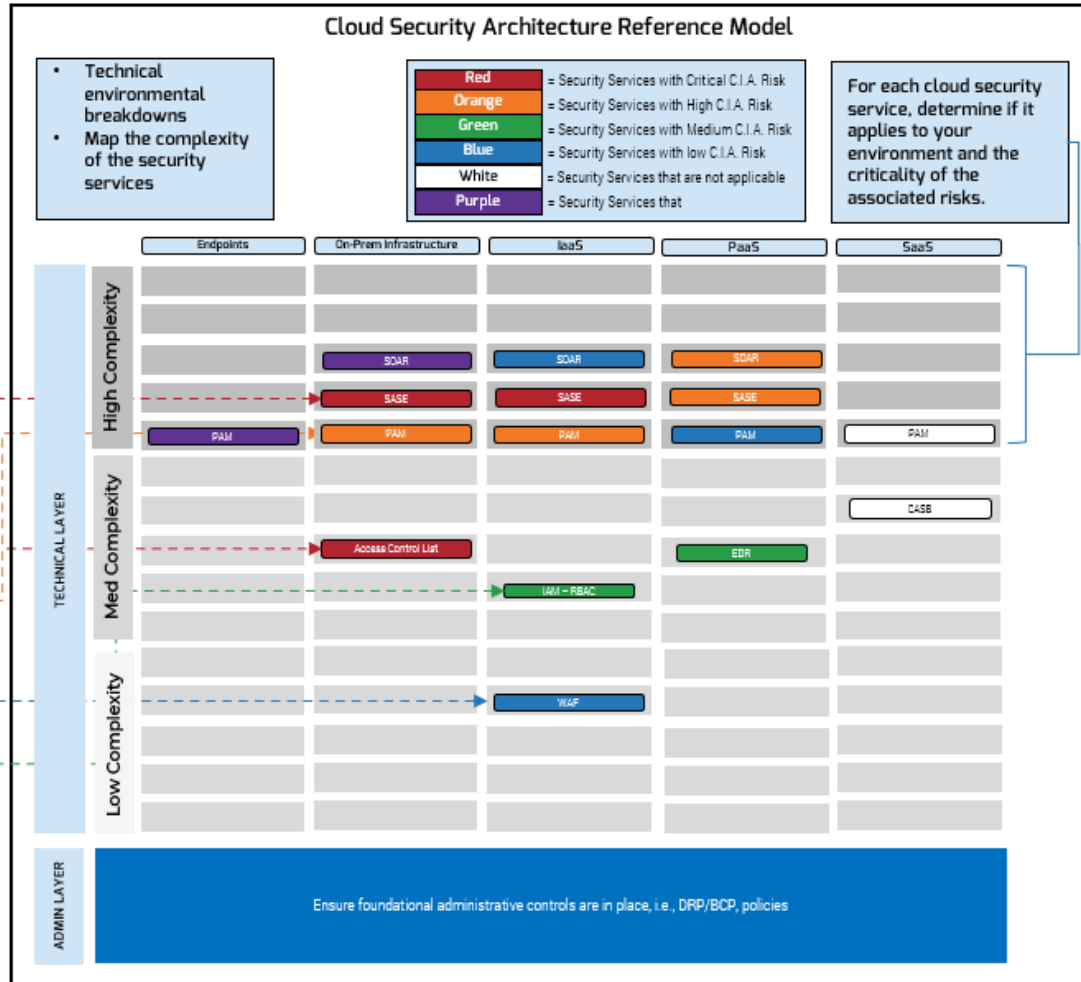 Cloud Security Architecture Reference Model
• Technical
environmental
breakdowns
• Map the complexity
of the security
services
Red = Security Services with Critical C.I.A. Risk
Orange = Security Services with High C.I.A. Risk
Green = Security Services with Medium C.I.A. Risk
Blue = Security Services with low C.I.A. Risk
White = Security Services that are not applicable
Purple = Security Services that
For each cloud security
service, determine if it
applies to your
environment and the
criticality of the
associated risks.
Endpoints On-Prem Infrastructure IaaS PaaS SaaS
TECHNICAL LAYER
High Complexity
SOAR SOAR SOAR
SASE SASE SASE
PAM PAM PAM PAM PAM
Med Complexity
CASB
Access Control List EDR
IAM – RBAC
Low Complexity
WAF
ADMIN LAYER
Ensure foundational administrative controls are in place, i.e., DRP/BCP, policies